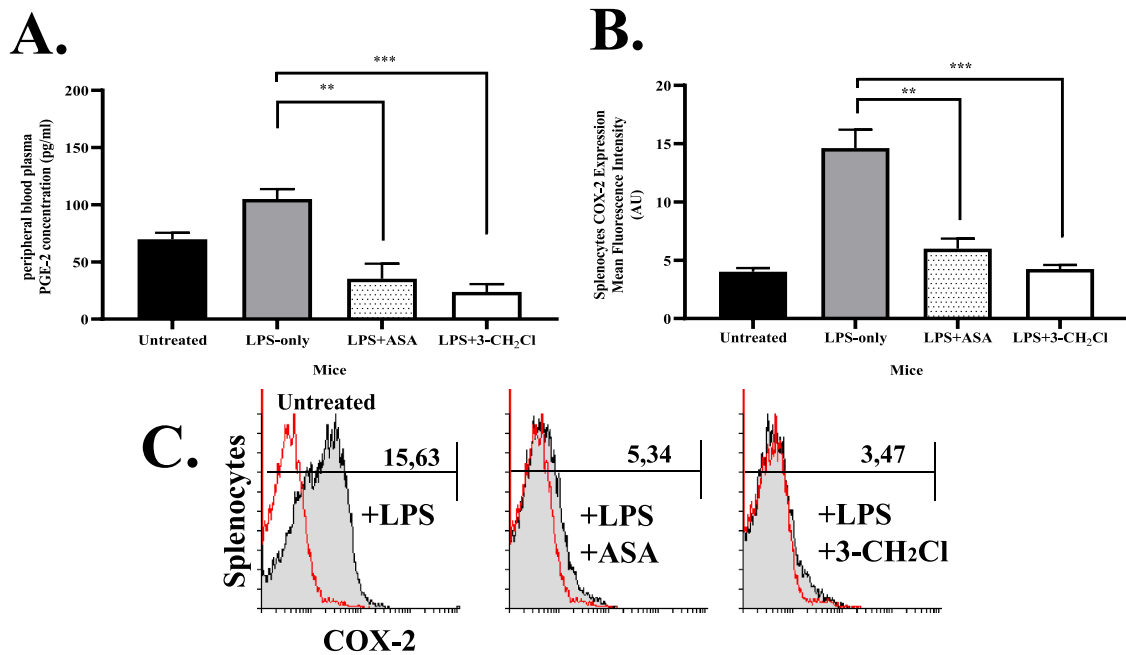 A.
peripheral blood plasma
PGE-2 concentration (pg/ml)
200
150
100
50
0
***
**
Untreated
LPS-only
LPS+ASA
LPS+3-CH₂Cl
Mice
B.
Splenocytes COX-2 Expression
Mean Fluorescence Intensity
(AU)
20
15
10
5
0
***
**
Untreated
LPS-only
LPS+ASA
LPS+3-CH₂Cl
Mice
C.
Splenocytes
Untreated
15,63
+LPS
COX-2
5,34
+LPS
+ASA
3,47
+LPS
+3-CH₂Cl